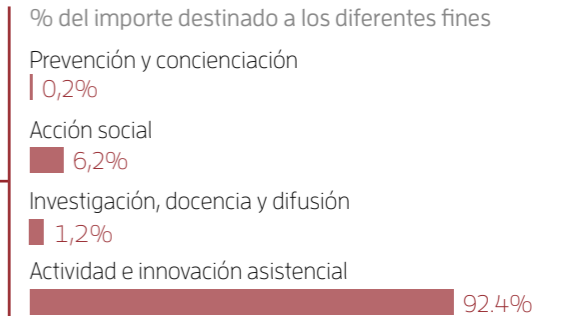 % del importe destinado a los diferentes fines
Prevención y concienciación
0,2%
Acción social
6,2%
Investigación, docencia y difusión
1,2%
Actividad e innovación asistencial
92.4%